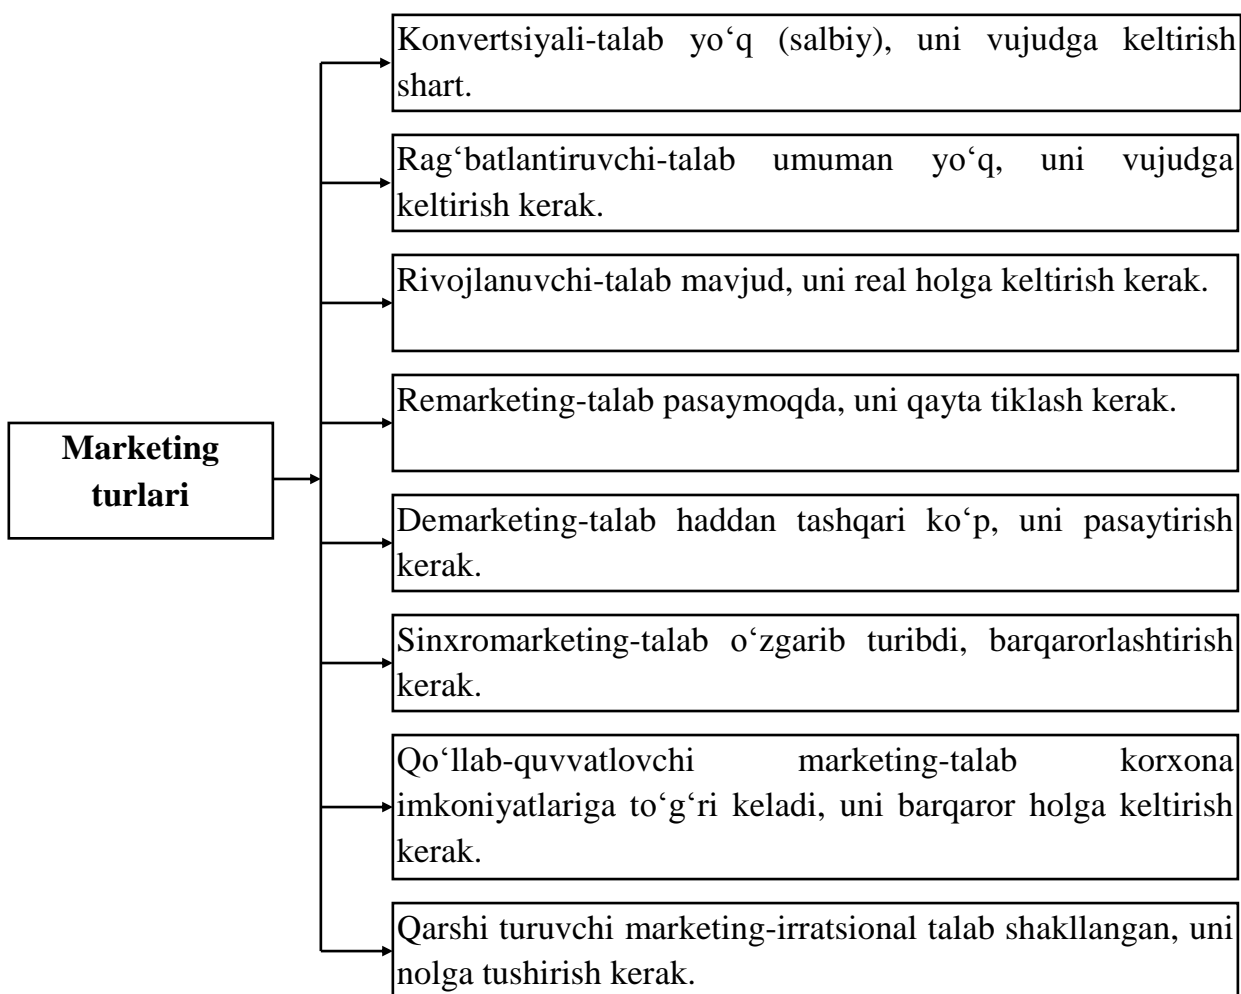 Konvertsiyali-talab yo‘q (salbiy), uni vujudga keltirish
shart.
Rag‘batlantiruvchi-talab umuman yo‘q, uni vujudga
keltirish kerak.
Rivojlanuvchi-talab mavjud, uni real holga keltirish kerak.
Remarketing-talab pasaymoqda, uni qayta tiklash kerak.
Marketing
turlari
Demarketing-talab haddan tashqari ko‘p, uni pasaytirish
kerak.
Sinxromarketing-talab o‘zgarib turibdi, barqarorlashtirish
kerak.
Qo‘llab-quvvatlovchi marketing-talab korxona
imkoniyatlariga to‘g‘ri keladi, uni barqaror holga keltirish
kerak.
Qarshi turuvchi marketing-irratsional talab shakllangan, uni
nolga tushirish kerak.